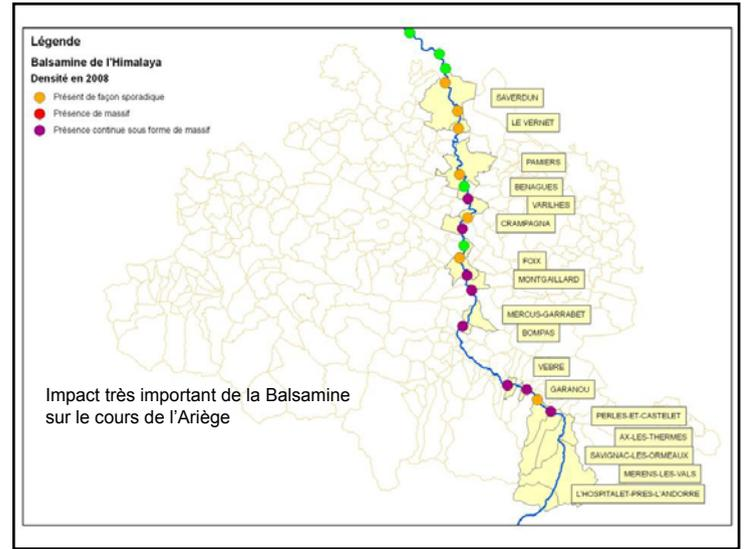 Légende
Balsamine de l'Himalaya
Densité en 2008
Présent de façon sporadique
Présence de massif
Présence continue sous forme de massif
SAVERDUN
LE VERNET
PAMIERS
BENAGUES
VARILHES
CRAMPAGNA
FOIX
MONTGAILLARD
MERCUS-GARRABET
BOMPAS
VEBRE
GARANOU
PERLES-ET-CASTELET
AX-LES-THERMES
SAVIGNAC-LES-ORMEAUX
MERENS-LES-VALS
L'HOSPITALET-PRES-L'ANDORRE
Impact très important de la Balsamine
sur le cours de l'Ariège